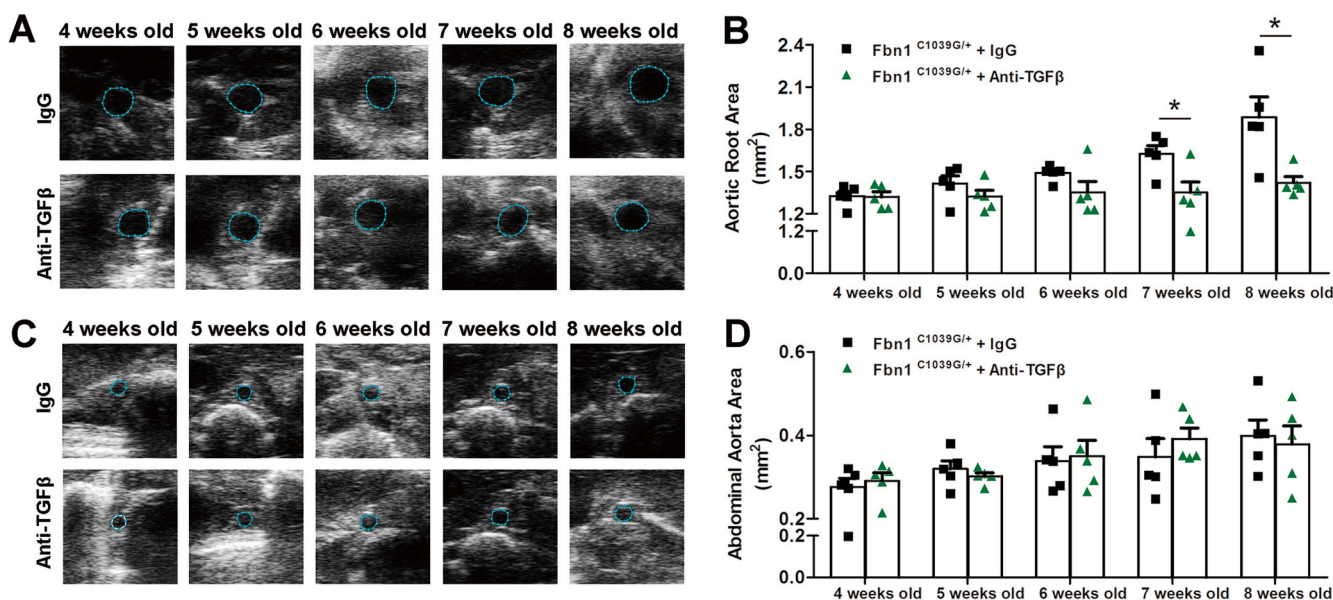 A
4 weeks old 5 weeks old 6 weeks old 7 weeks old 8 weeks old
IgG
Anti-TGFβ
B
Fbn1 C1039G/+ + IgG
Fbn1 C1039G/+ + Anti-TGFβ
*
*
Aortic Root Area
(mm2)
2.4
2.1
1.8
1.5
1.2
1.2
0.0
4 weeks old 5 weeks old 6 weeks old 7 weeks old 8 weeks old
C
4 weeks old 5 weeks old 6 weeks old 7 weeks old 8 weeks old
IgG
Anti-TGFβ
D
Fbn1 C1039G/+ + IgG
Fbn1 C1039G/+ + Anti-TGFβ
Abdominal Aorta Area
(mm2)
0.6
0.4
0.2
0.2
0.0
4 weeks old 5 weeks old 6 weeks old 7 weeks old 8 weeks old